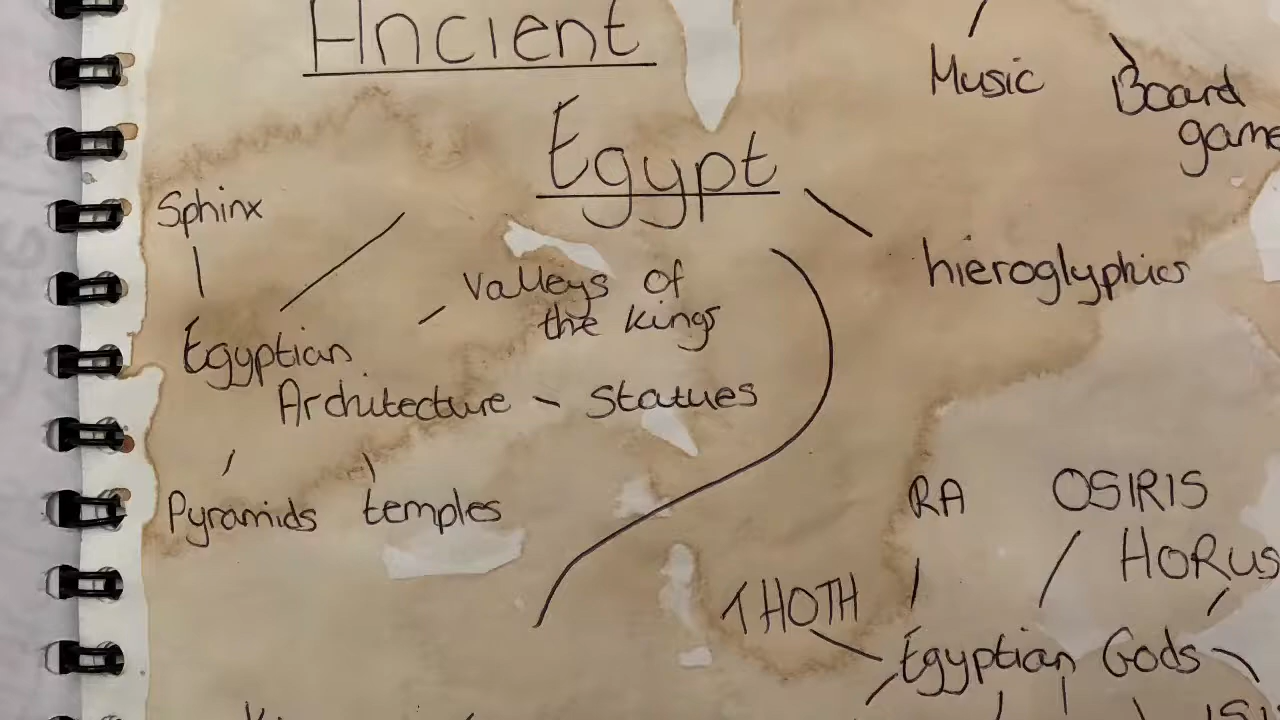 Ancient
Egypt
Music
Board
game
Sphinx
hieroglyphics
Valleys of
the kings
Egyptian
Architecture - Statues
Pyramids
temples
RA
OSIRIS
HORUS
THOTH
Egyptian Gods